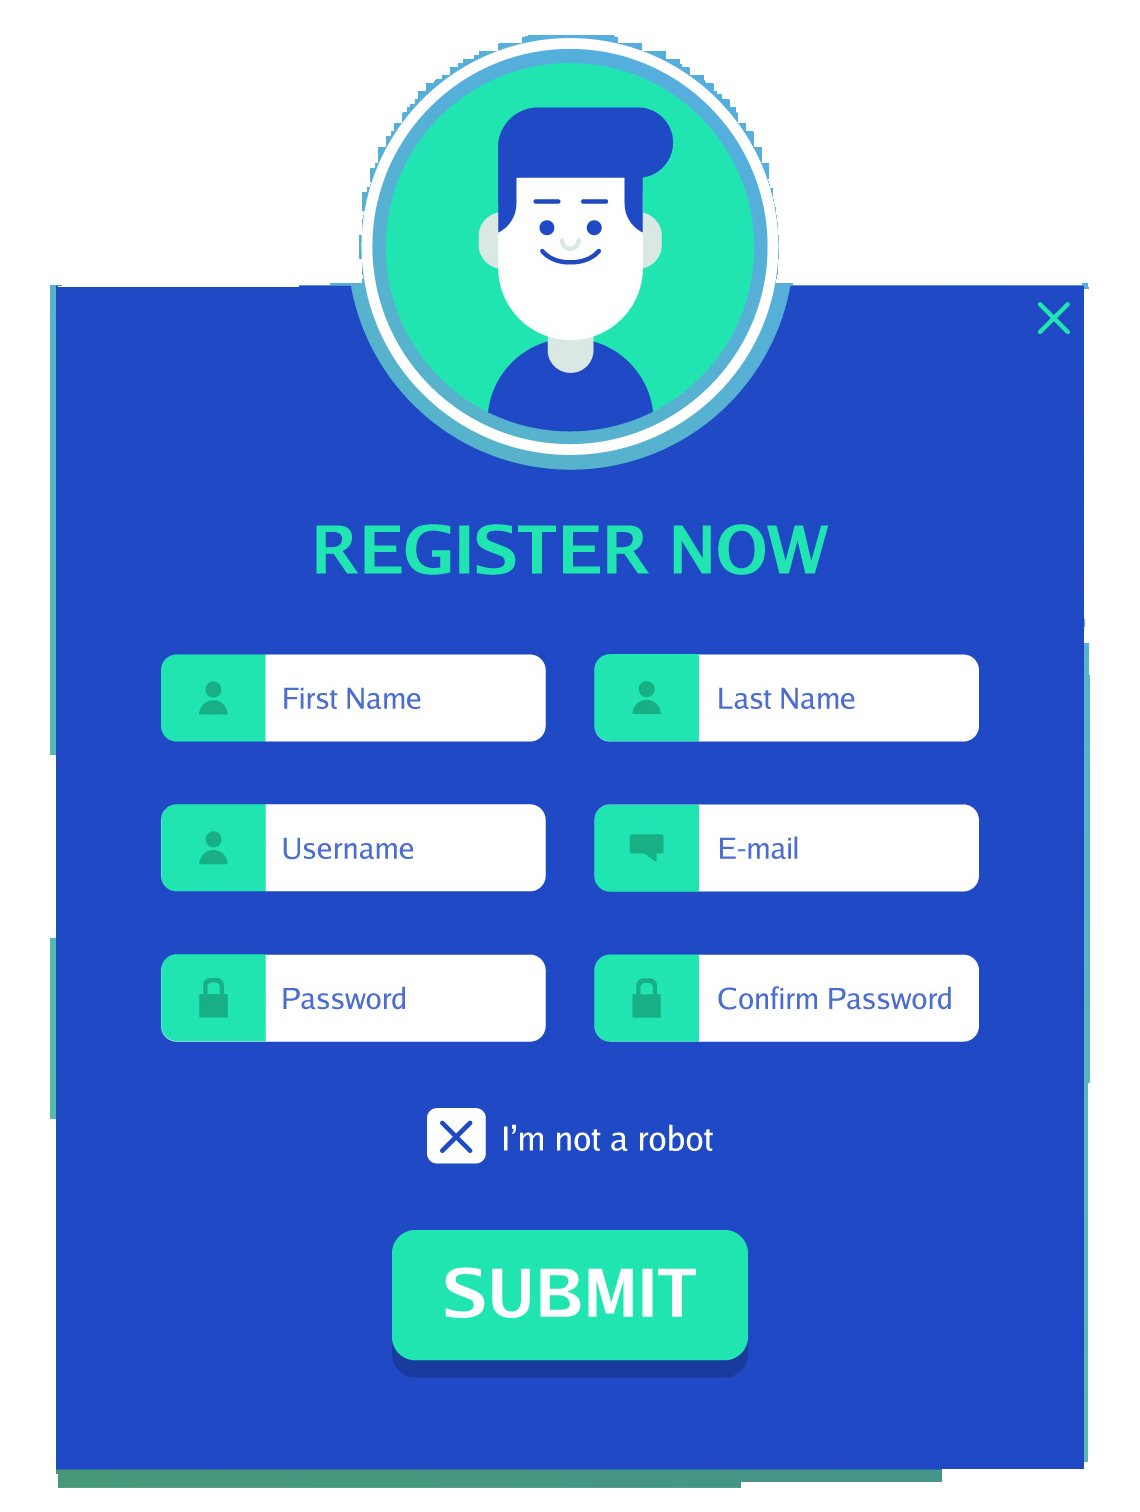 REGISTER NOW
First Name
Last Name
Username
E-mail
Password
Confirm Password
I’m not a robot
SUBMIT